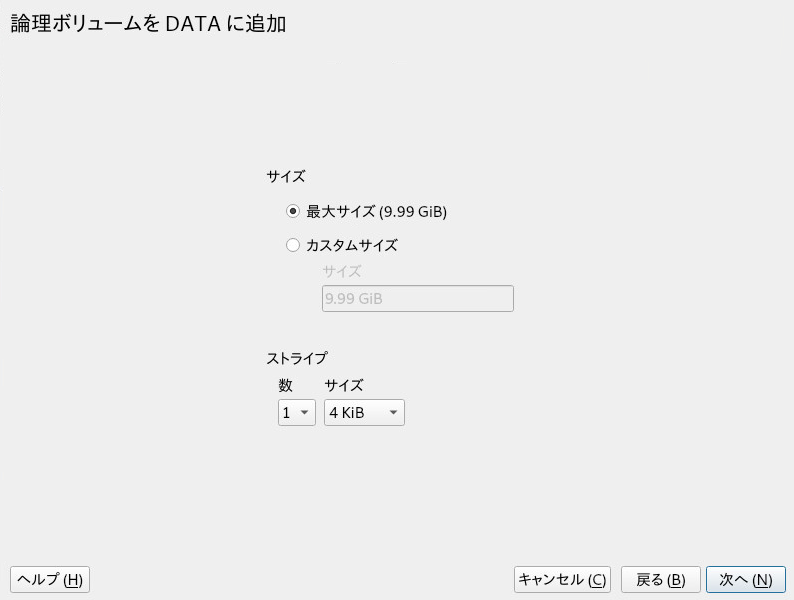 論理ボリュームを DATA に追加
サイズ
最大サイズ (9.99 GiB)
カスタムサイズ
サイズ
9.99 GiB
ストライプ
数 サイズ
1 4 KiB
ヘルプ (H) キャンセル (C) 戻る (B) 次へ (N)